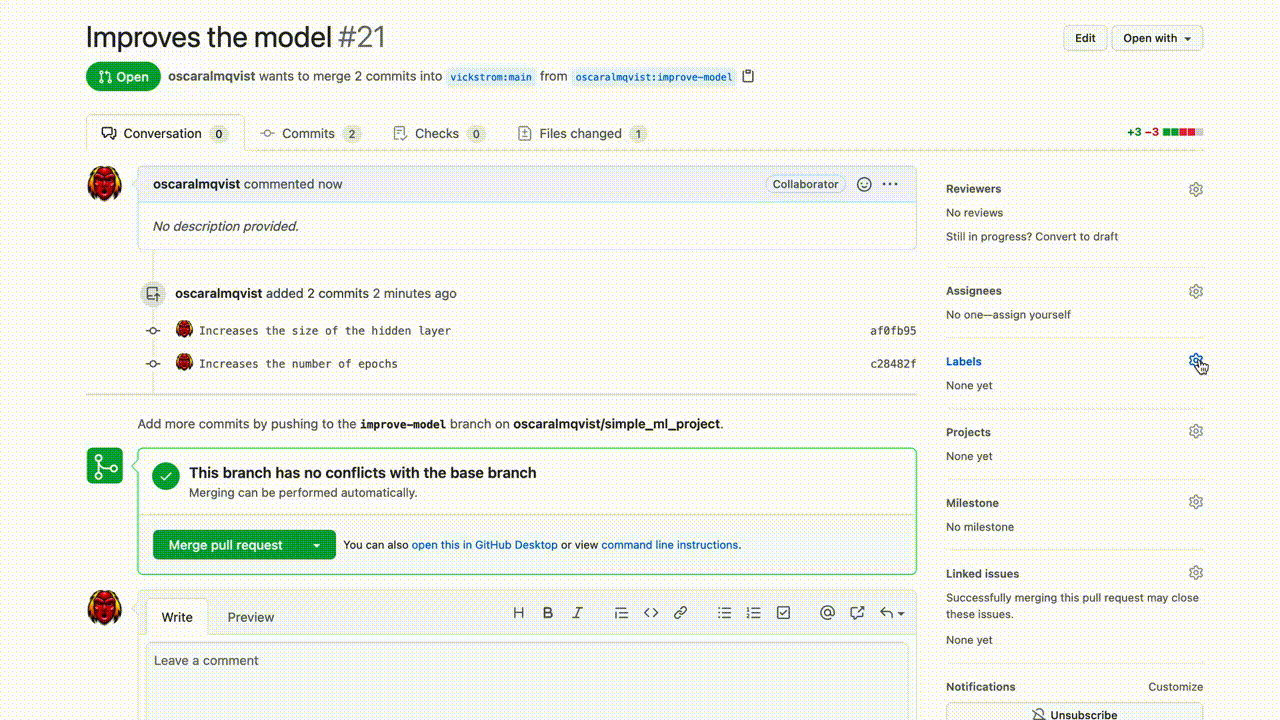 Improves the model #21
Edit
Open with
Open
oscaralmqvist wants to merge 2 commits into vickstrom:main from oscaralmqvist:improve-model
Conversation 0
Commits 2
Checks 0
Files changed 1
+3 −3
oscaralmqvist commented now
Collaborator
No description provided.
oscaralmqvist added 2 commits 2 minutes ago
Increases the size of the hidden layer af0fb95
Increases the number of epochs c28482f
Add more commits by pushing to the improve-model branch on oscaralmqvist/simple_ml_project.
This branch has no conflicts with the base branch
Merging can be performed automatically.
Merge pull request
You can also open this in GitHub Desktop or view command line instructions.
Write
Preview
Leave a comment
Reviewers
No reviews
Still in progress? Convert to draft
Assignees
No one—assign yourself
Labels
None yet
Projects
None yet
Milestone
No milestone
Linked issues
Successfully merging this pull request may close
these issues.
None yet
Notifications
Customize
Unsubscribe